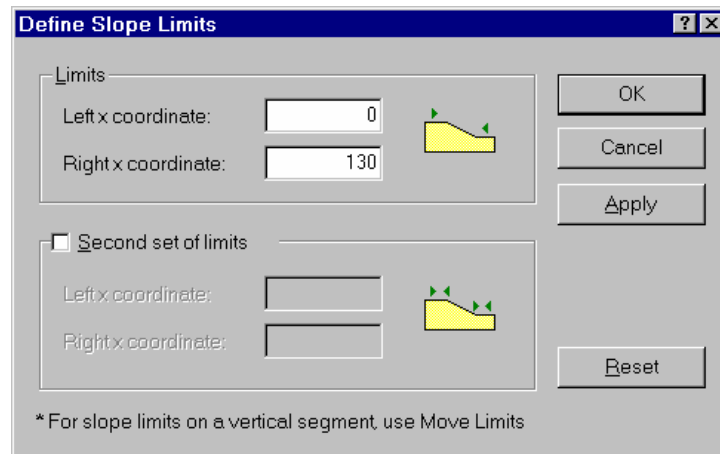 Define Slope Limits
? ×
Limits
Left x coordinate: 0
Right x coordinate: 130
OK
Cancel
Apply
Second set of limits
Left x coordinate:
Right x coordinate:
Reset
* For slope limits on a vertical segment, use Move Limits